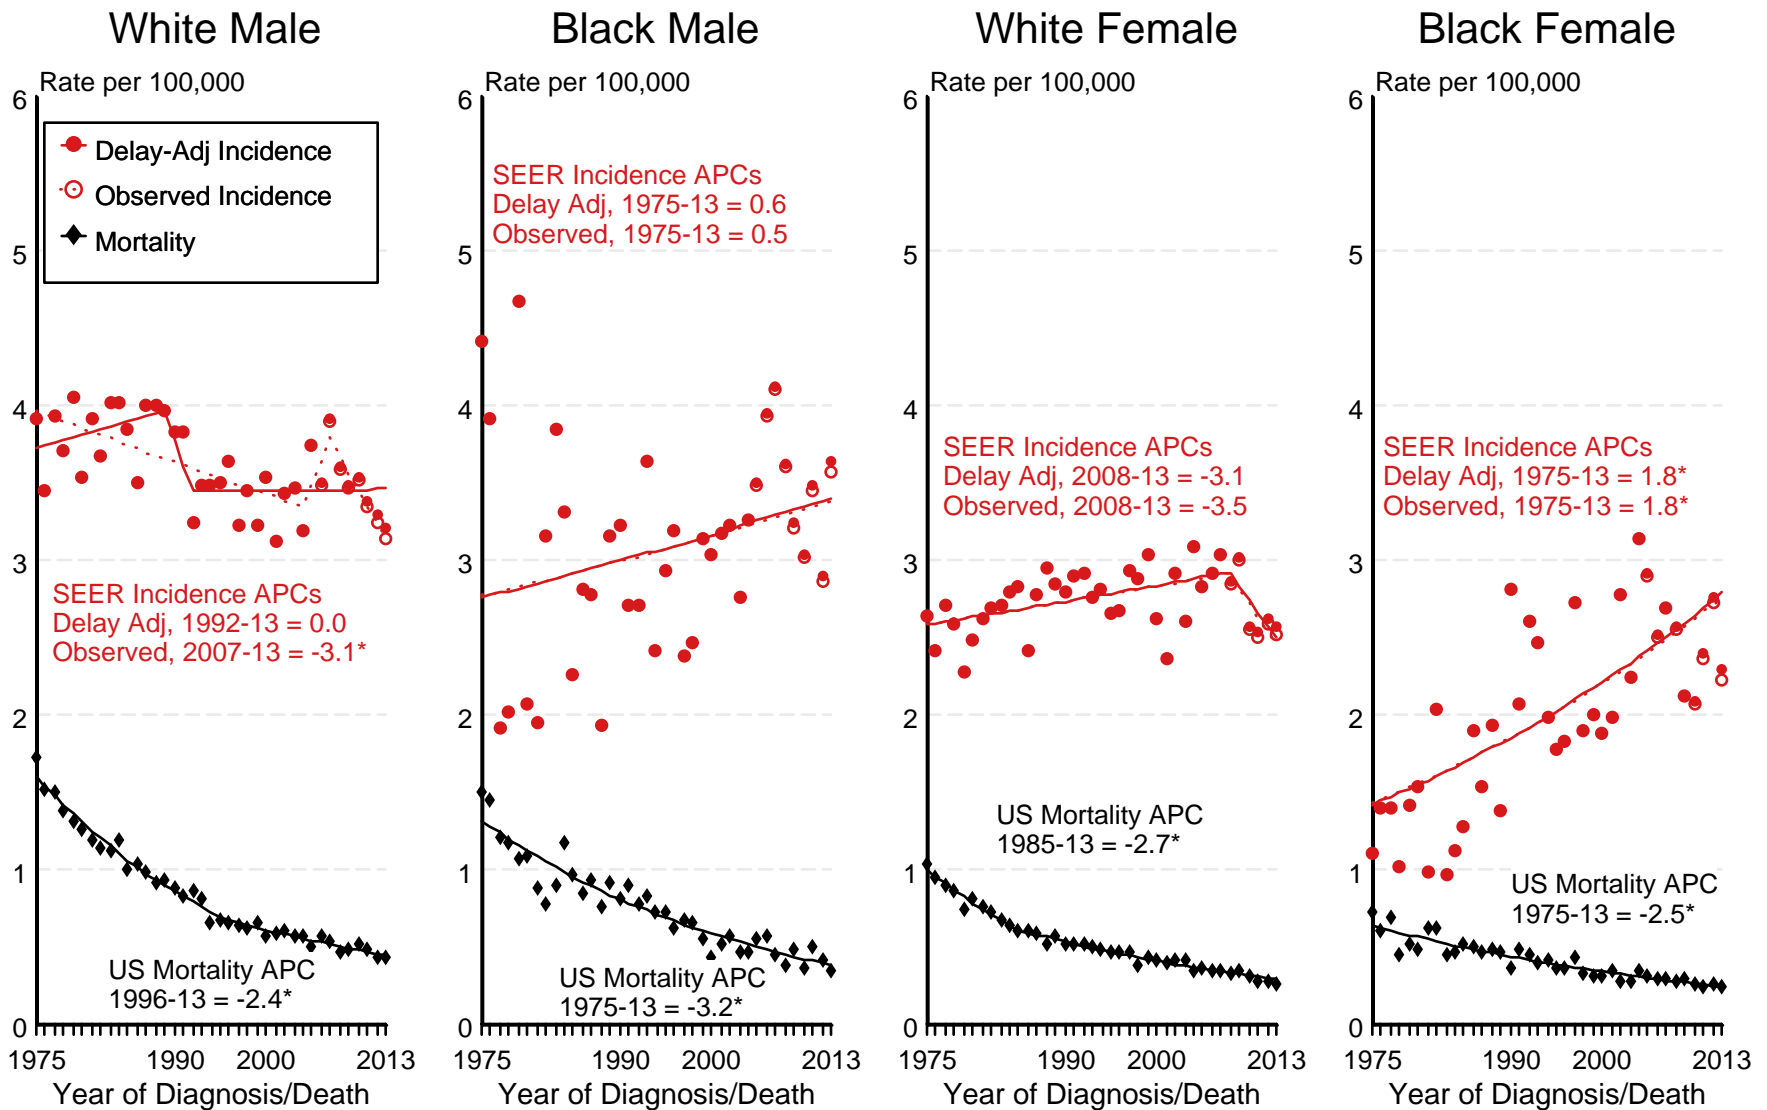 White Male
Rate per 100,000
6
5
4
3
2
1
0
Delay-Adj Incidence
Observed Incidence
Mortality
SEER Incidence APCs
Delay Adj, 1992-13 = 0.0
Observed, 2007-13 = -3.1*
US Mortality APC
1996-13 = -2.4*
1975 1990 2000 2013
Year of Diagnosis/Death
Black Male
Rate per 100,000
6
5
4
3
2
1
0
SEER Incidence APCs
Delay Adj, 1975-13 = 0.6
Observed, 1975-13 = 0.5
US Mortality APC
1975-13 = -3.2*
1975 1990 2000 2013
Year of Diagnosis/Death
White Female
Rate per 100,000
6
5
4
3
2
1
0
SEER Incidence APCs
Delay Adj, 2008-13 = -3.1
Observed, 2008-13 = -3.5
US Mortality APC
1985-13 = -2.7*
1975 1990 2000 2013
Year of Diagnosis/Death
Black Female
Rate per 100,000
6
5
4
3
2
1
0
SEER Incidence APCs
Delay Adj, 1975-13 = 1.8*
Observed, 1975-13 = 1.8*
US Mortality APC
1975-13 = -2.5*
1975 1990 2000 2013
Year of Diagnosis/Death